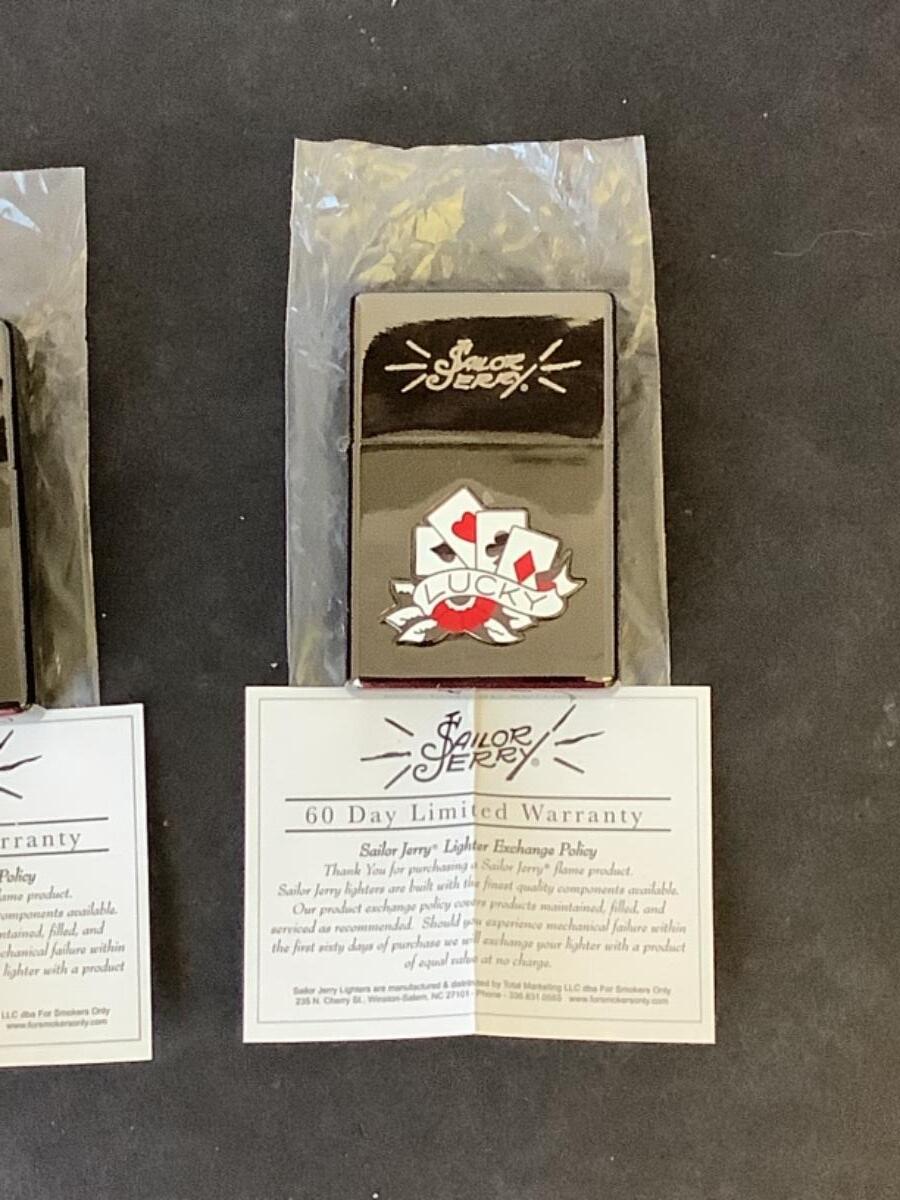 SAILOR
JERRY®
LUCKY
SAILOR
JERRY®
60 Day Limited Warranty
Sailor Jerry® Lighter Exchange Policy
Thank You for purchasing a Sailor Jerry® flame product.
Sailor Jerry lighters are built with the finest quality components available.
Our product exchange policy covers products maintained, filled, and
serviced as recommended. Should you experience mechanical failure within
the first sixty days of purchase we will exchange your lighter with a product
of equal value at no charge.
Sailor Jerry Lighters are manufactured & distributed by Total Marketing LLC dba For Smokers Only
235 N. Cherry St., Winston-Salem, NC 27101 - Phone - 336.631.0563 www.forsmokersonly.com
rranty
Policy
lame product.
components available.
ntained, filled, and
chanical failure within
lighter with a product
LLC dba For Smokers Only
www.forsmokersonly.com